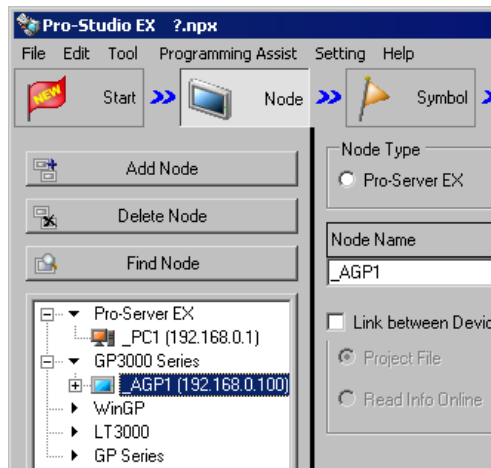 Pro-Studio EX ?.npx
File Edit Tool Programming Assist Setting Help
NEW Start Node Symbol
Add Node
Delete Node
Find Node
Pro-Server EX
_PC1 (192.168.0.1)
GP3000 Series
_AGP1 (192.168.0.100)
WinGP
LT3000
GP Series
Node Type
Pro-Server EX
Node Name
_AGP1
Link between Devic
Project File
Read Info Online